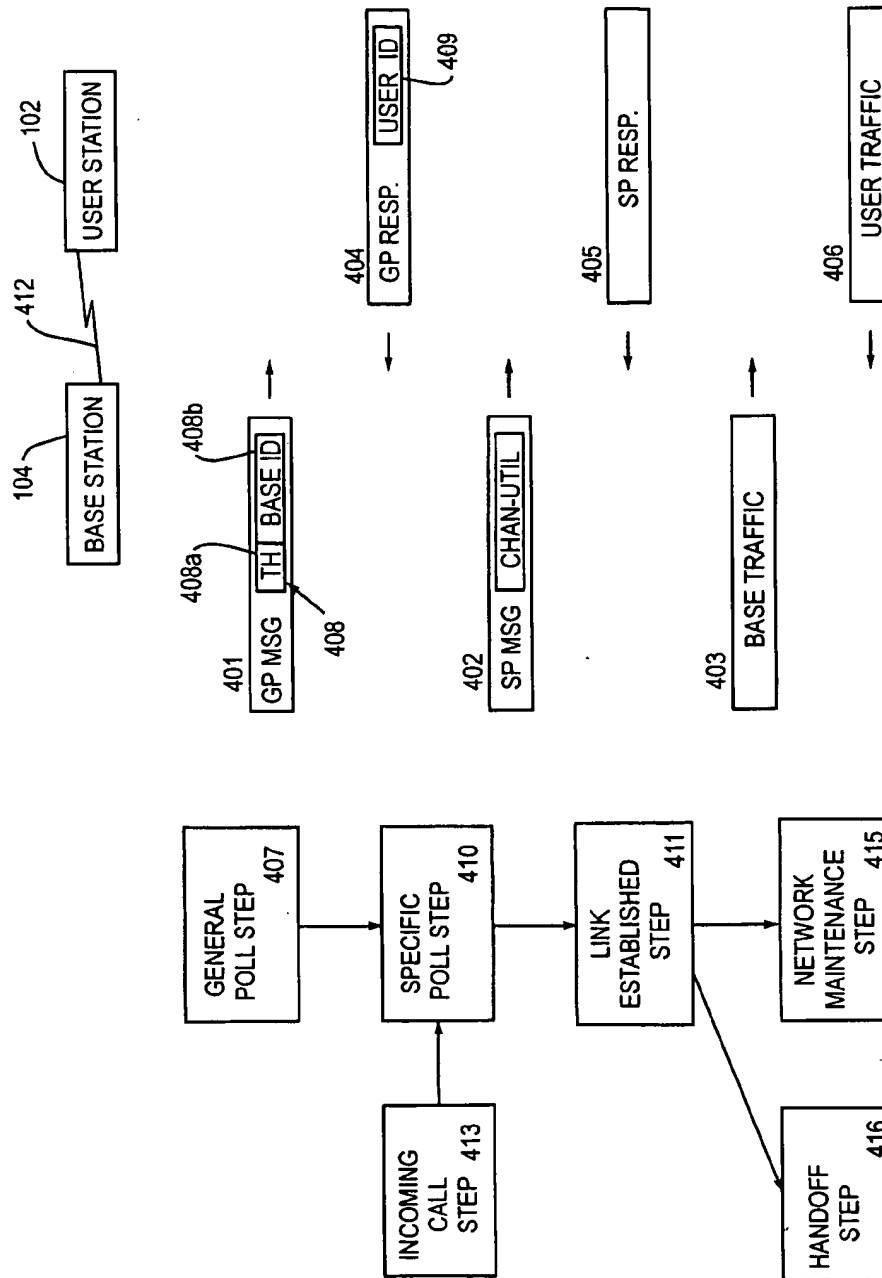 104
BASE STATION
412
102
USER STATION
GENERAL
POLL STEP 407
401
GP MSG
408a
TH
BASE ID
408b
408
404
GP RESP.
USER ID
409
INCOMING
CALL
STEP 413
SPECIFIC
POLL STEP
410
402
SP MSG
CHAN-UTIL
405
SP RESP.
LINK
ESTABLISHED
STEP 411
403
BASE TRAFFIC
HANDOFF
STEP
416
NETWORK
MAINTENANCE
STEP 415
406
USER TRAFFIC